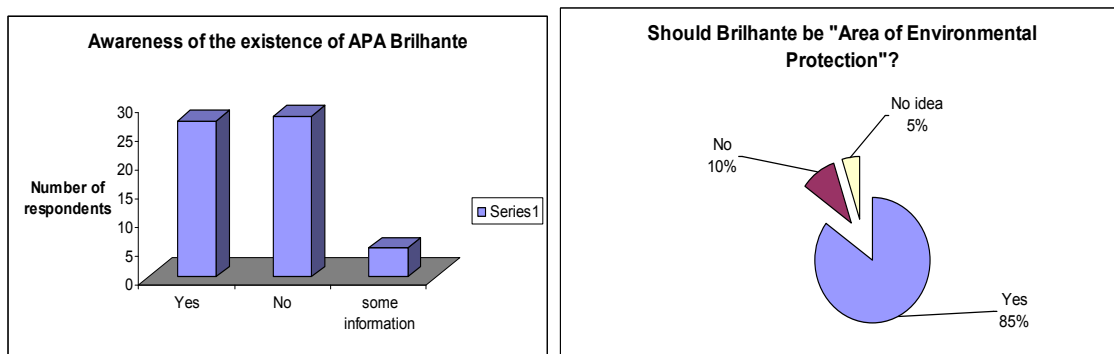 Awareness of the existence of APA Brilhante
30
25
20
15
10
5
0
Number of
respondents
Yes
No
some
information
Series1
Should Brilhante be "Area of Environmental
Protection"?
No idea
5%
No
10%
Yes
85%